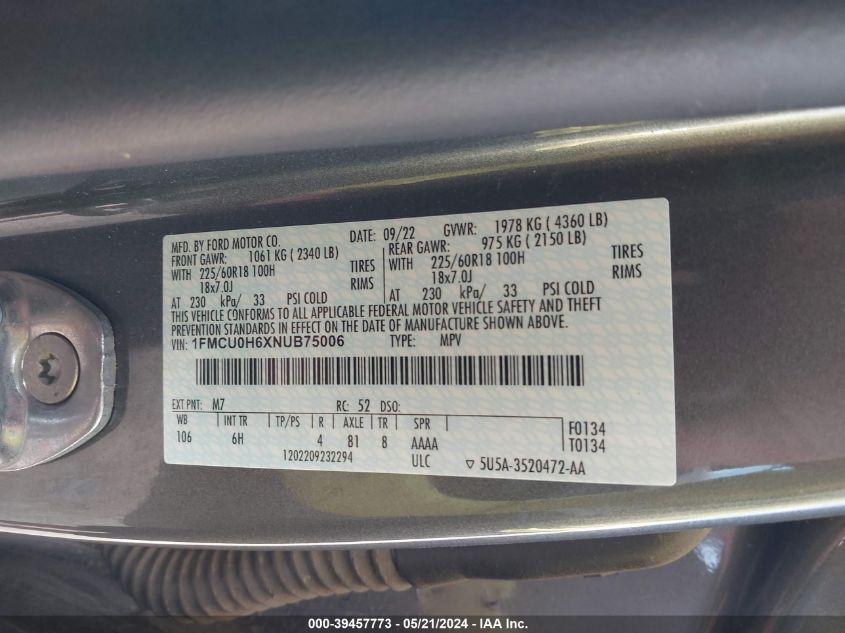 MFD. BY FORD MOTOR CO. DATE: 09/22 GVWR: 1978 KG ( 4360 LB)
FRONT GAWR: 1061 KG ( 2340 LB) REAR GAWR: 975 KG ( 2150 LB)
WITH 225/60R18 100H TIRES WITH 225/60R18 100H TIRES
18x7.0J RIMS 18x7.0J RIMS
AT 230 kPa/ 33 PSI COLD AT 230 kPa/ 33 PSI COLD
THIS VEHICLE CONFORMS TO ALL APPLICABLE FEDERAL MOTOR VEHICLE SAFETY AND THEFT
PREVENTION STANDARDS IN EFFECT ON THE DATE OF MANUFACTURE SHOWN ABOVE.
VIN: 1FMCU0H6XNUB75006 TYPE: MPV
EXT PNT: M7 RC: 52 DSO:
WB INT TR TP/PS R AXLE TR SPR F0134
106 6H 4 81 8 AAAA T0134
1202209232294 ULC ▽ 5U5A-3520472-AA
000-39457773 - 05/21/2024 - IAA Inc.